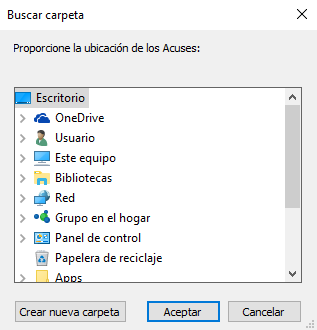 Buscar carpeta
Proporcione la ubicación de los Acuses:
Escritorio
OneDrive
Usuario
Este equipo
Bibliotecas
Red
Grupo en el hogar
Panel de control
Papelera de reciclaje
Apps
Crear nueva carpeta Aceptar Cancelar